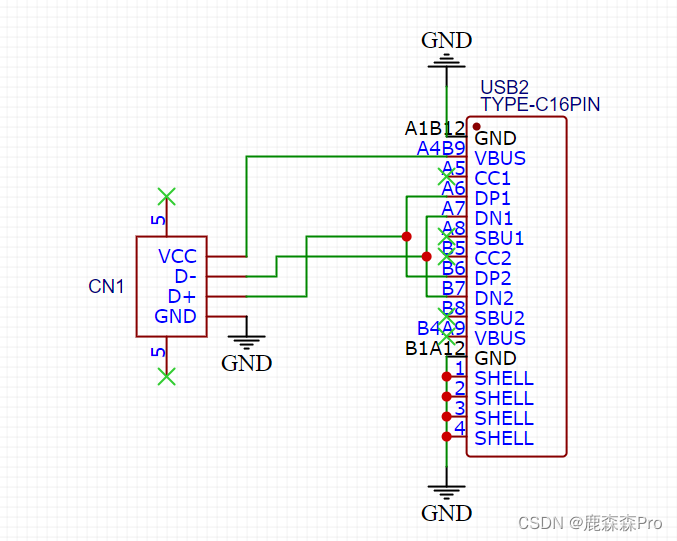 GND
USB2
TYPE-C16PIN
A1B12 GND
A4B9 VBUS
A5 CC1
A6 DP1
A7 DN1
A8 SBU1
B5 CC2
B6 DP2
B7 DN2
B8 SBU2
B4A9 VBUS
B1A12 GND
1 SHELL
2 SHELL
3 SHELL
4 SHELL
GND
5
CN1
VCC
D-
D+
GND
5
GND
CSDN @鹿森森Pro